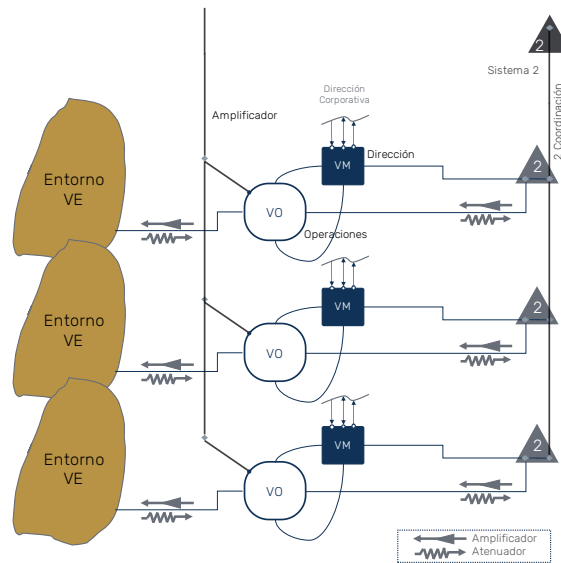 2
Sistema 2
Dirección
Corporativa
Amplificador
2 Coordinación
Entorno
VE
VM
Dirección
2
VO
Operaciones
Entorno
VE
VM
2
VO
Entorno
VE
VM
2
VO
Amplificador
Atenuador